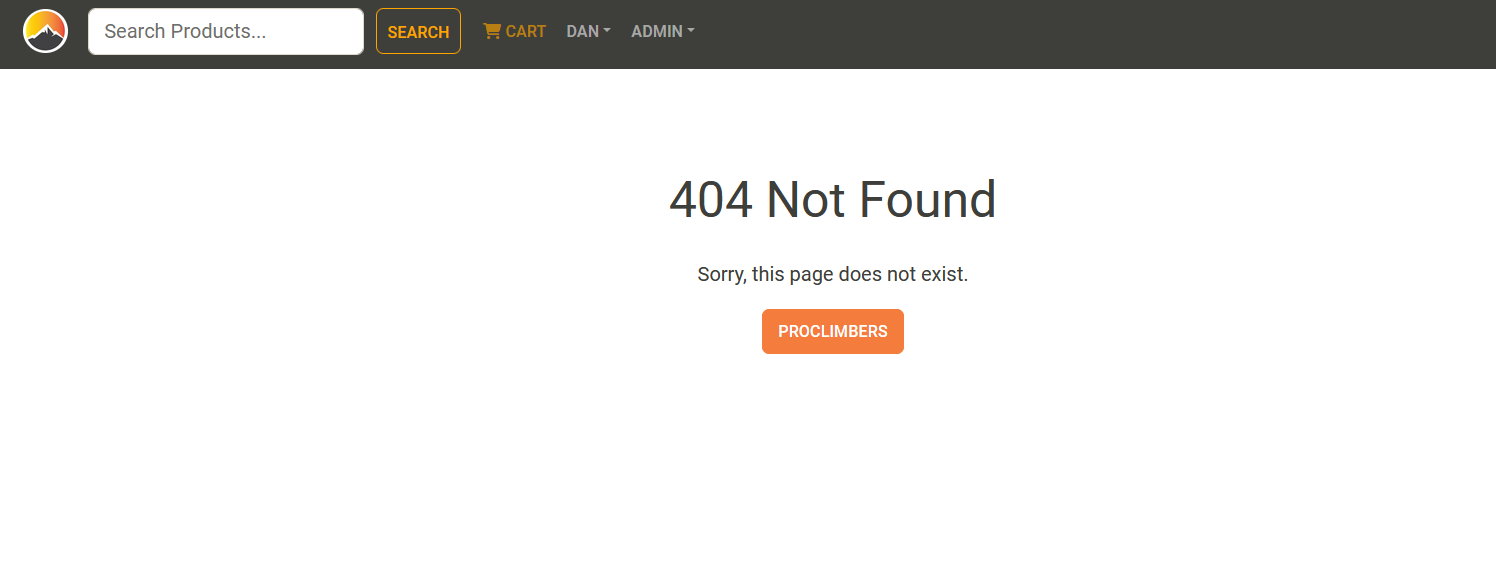 Search Products... SEARCH CART DAN ADMIN
404 Not Found
Sorry, this page does not exist.
PROCLIMBERS